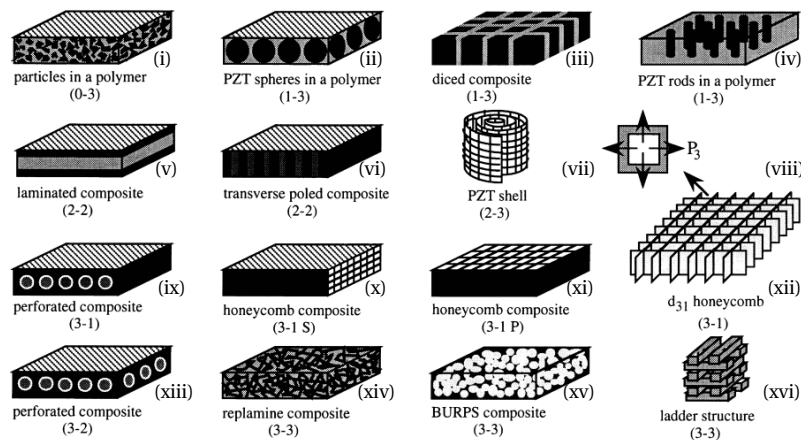 (i)
particles in a polymer
(0-3)
(ii)
PZT spheres in a polymer
(1-3)
(iii)
diced composite
(1-3)
(iv)
PZT rods in a polymer
(1-3)
(v)
laminated composite
(2-2)
(vi)
transverse poled composite
(2-2)
(vii)
PZT shell
(2-3)
P3
(viii)
(ix)
perforated composite
(3-1)
(x)
honeycomb composite
(3-1 S)
(xi)
honeycomb composite
(3-1 P)
(xii)
d31 honeycomb
(3-1)
(xiii)
perforated composite
(3-2)
(xiv)
replamine composite
(3-3)
(xv)
BURPS composite
(3-3)
(xvi)
ladder structure
(3-3)